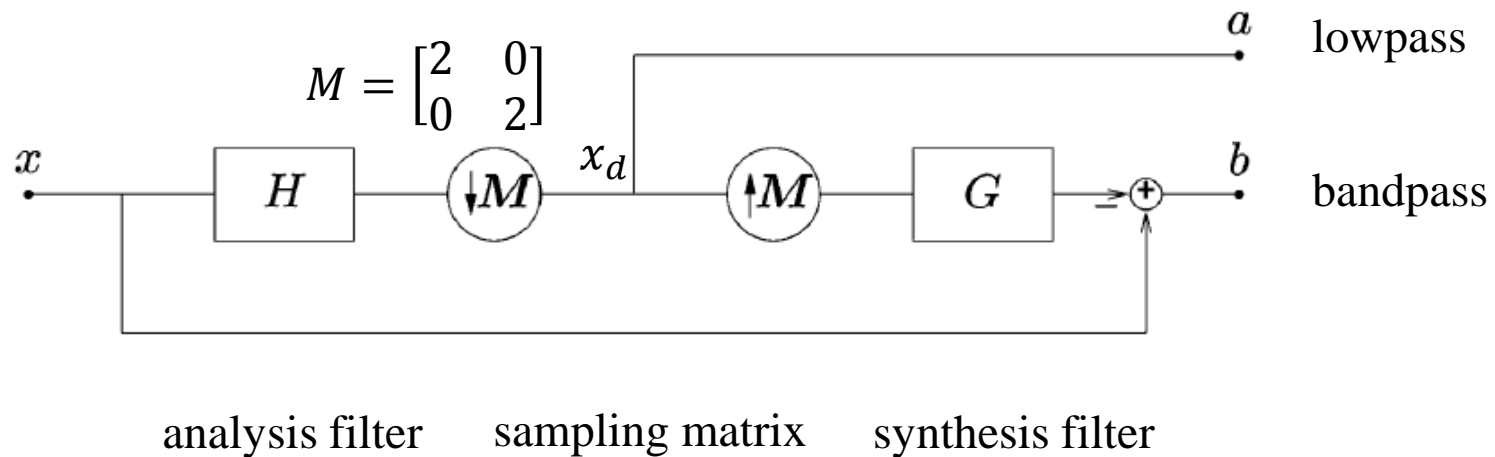 a lowpass
M = [2 0
0 2]
x H ↓M x_d ↑M G − + b bandpass
analysis filter sampling matrix synthesis filter